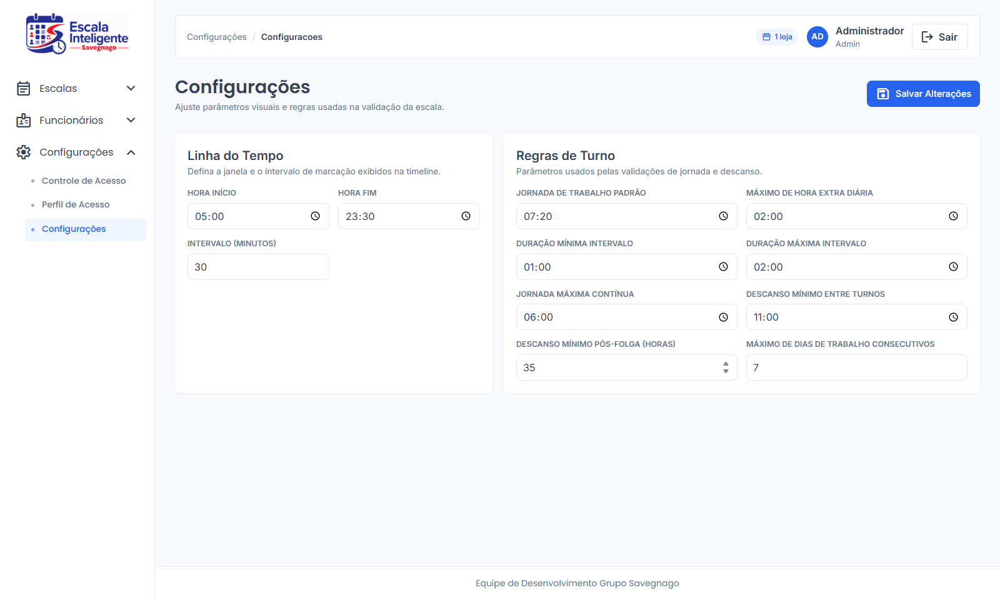 Escala
Inteligente
Savegnago
Escalas
Funcionários
Configurações
Controle de Acesso
Perfil de Acesso
Configurações
Configurações / Configuracoes
1 loja
AD
Administrador
Admin
Sair
Configurações
Ajuste parâmetros visuais e regras usadas na validação da escala.
Salvar Alterações
Linha do Tempo
Defina a janela e o intervalo de marcação exibidos na timeline.
HORA INÍCIO
HORA FIM
05:00
23:30
INTERVALO (MINUTOS)
30
Regras de Turno
Parâmetros usados pelas validações de jornada e descanso.
JORNADA DE TRABALHO PADRÃO
MÁXIMO DE HORA EXTRA DIÁRIA
07:20
02:00
DURAÇÃO MÍNIMA INTERVALO
DURAÇÃO MÁXIMA INTERVALO
01:00
02:00
JORNADA MÁXIMA CONTÍNUA
DESCANSO MÍNIMO ENTRE TURNOS
06:00
11:00
DESCANSO MÍNIMO PÓS-FOLGA (HORAS)
MÁXIMO DE DIAS DE TRABALHO CONSECUTIVOS
35
7
Equipe de Desenvolvimento Grupo Savegnago